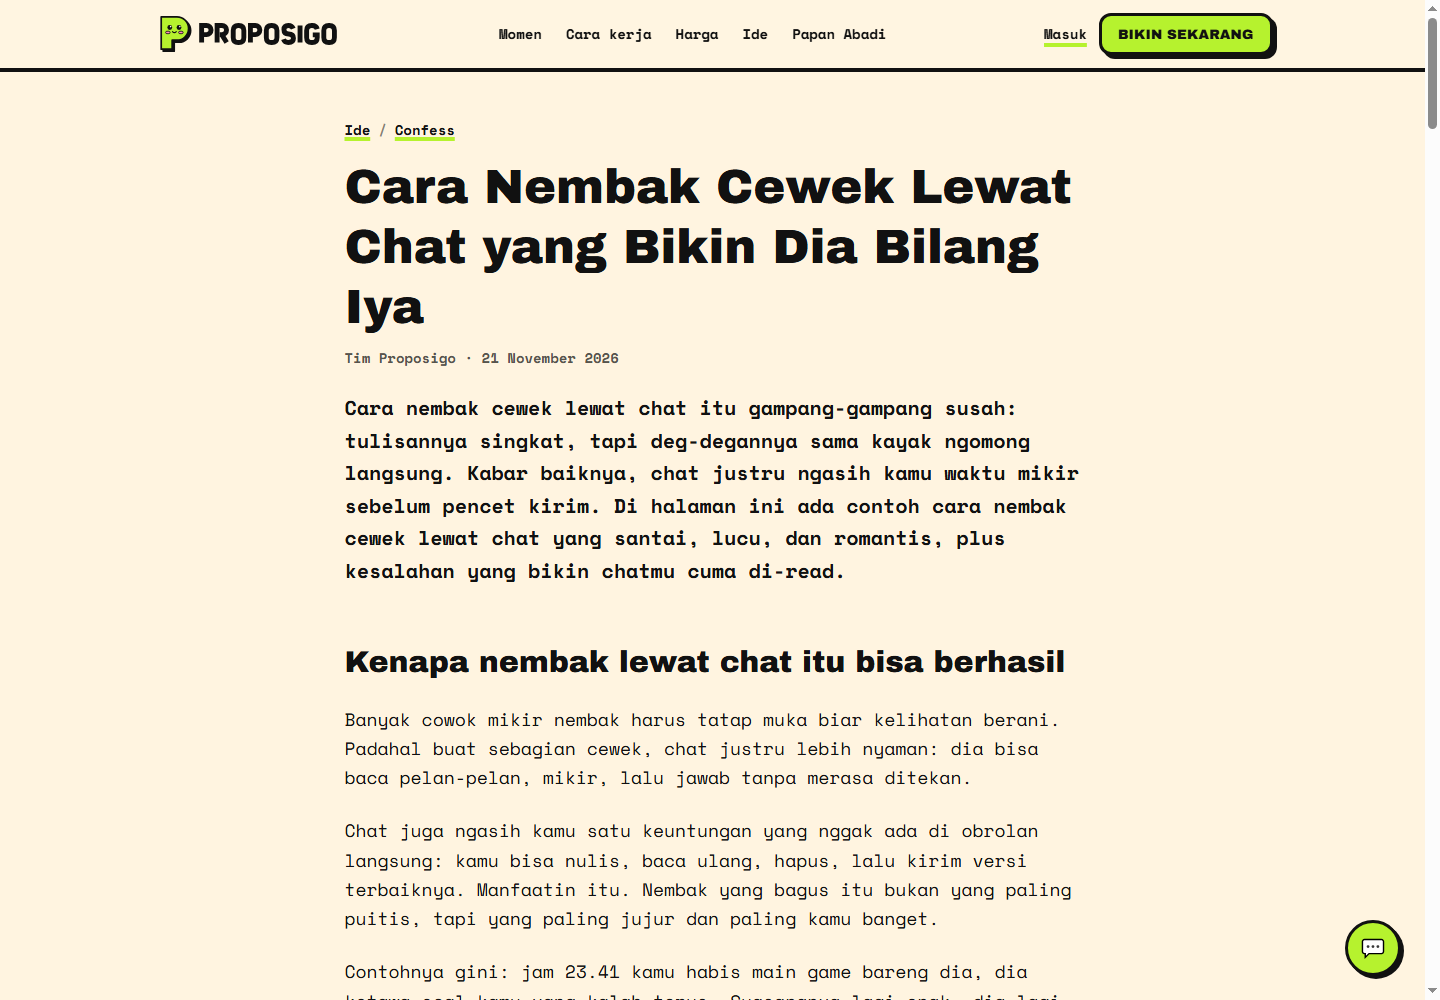 PROPOSIGO
Momen Cara kerja Harga Ide Papan Abadi
Masuk BIKIN SEKARANG
Ide / Confess
Cara Nembak Cewek Lewat
Chat yang Bikin Dia Bilang
Iya
Tim Proposigo · 21 November 2026
Cara nembak cewek lewat chat itu gampang-gampang susah:
tulisannya singkat, tapi deg-degannya sama kayak ngomong
langsung. Kabar baiknya, chat justru ngasih kamu waktu mikir
sebelum pencet kirim. Di halaman ini ada contoh cara nembak
cewek lewat chat yang santai, lucu, dan romantis, plus
kesalahan yang bikin chatmu cuma di-read.
Kenapa nembak lewat chat itu bisa berhasil
Banyak cowok mikir nembak harus tatap muka biar kelihatan berani.
Padahal buat sebagian cewek, chat justru lebih nyaman: dia bisa
baca pelan-pelan, mikir, lalu jawab tanpa merasa ditekan.
Chat juga ngasih kamu satu keuntungan yang nggak ada di obrolan
langsung: kamu bisa nulis, baca ulang, hapus, lalu kirim versi
terbaiknya. Manfaatin itu. Nembak yang bagus itu bukan yang paling
puitis, tapi yang paling jujur dan paling kamu banget.
Contohnya gini: jam 23.41 kamu habis main game bareng dia, dia